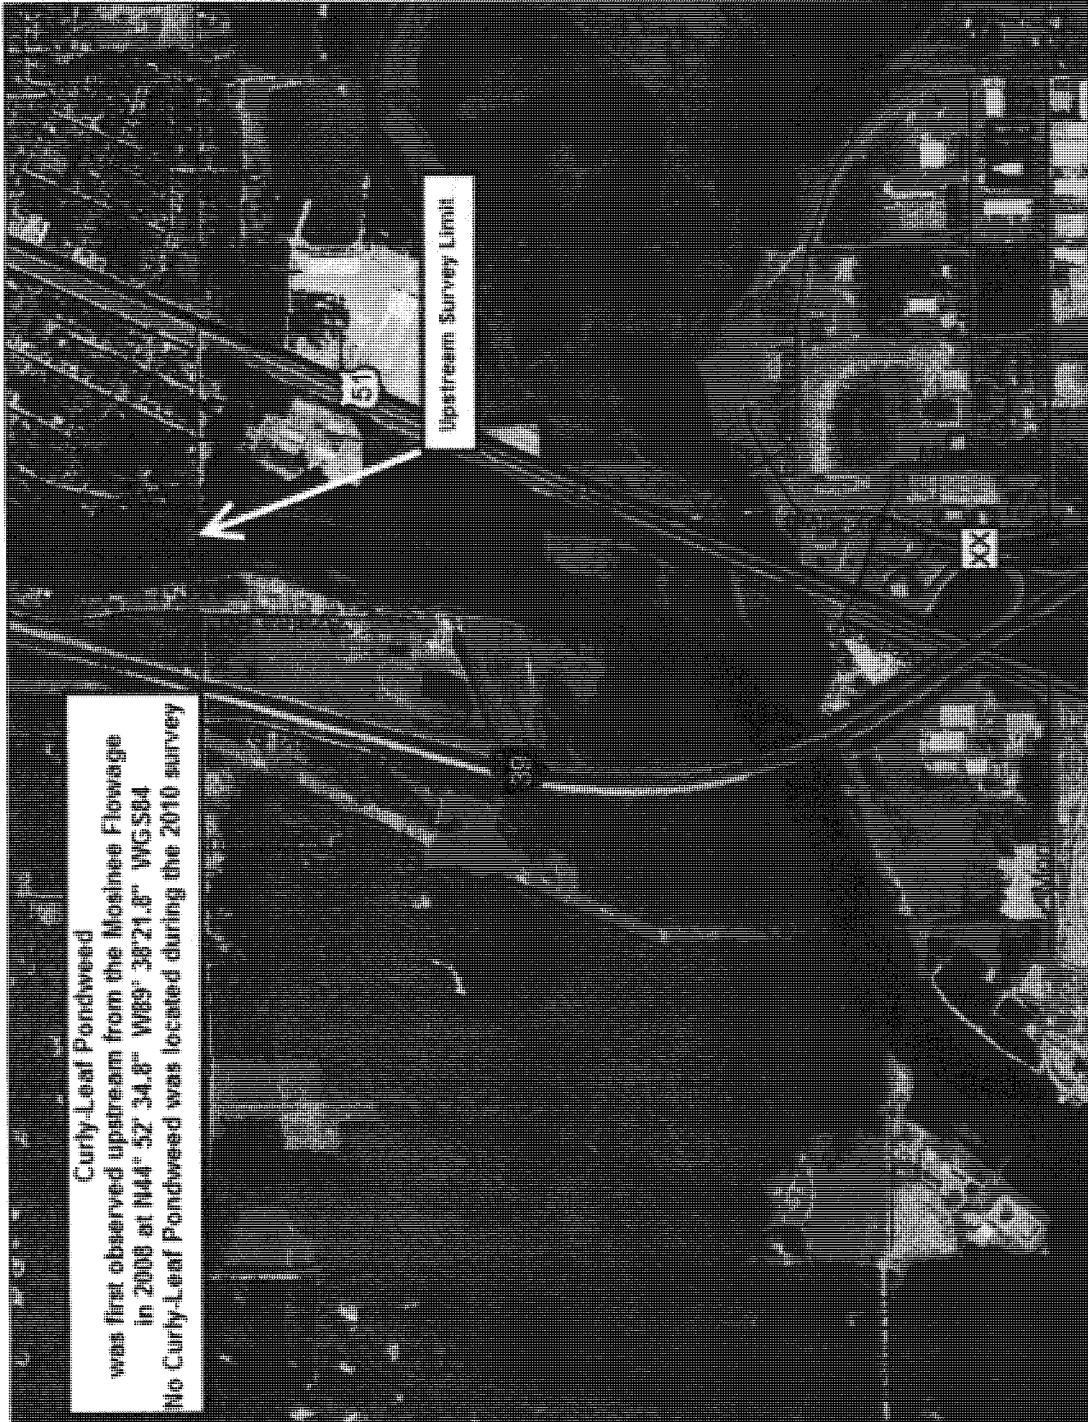 Curly-Leaf Pondweed
was first observed upstream from the Mosinee Flowage
in 2008 at N44° 52' 34.8" W89° 38'21.8" WGS84
No Curly-Leaf Pondweed was located during the 2010 survey
Upstream Survey Limit
51
39
XX